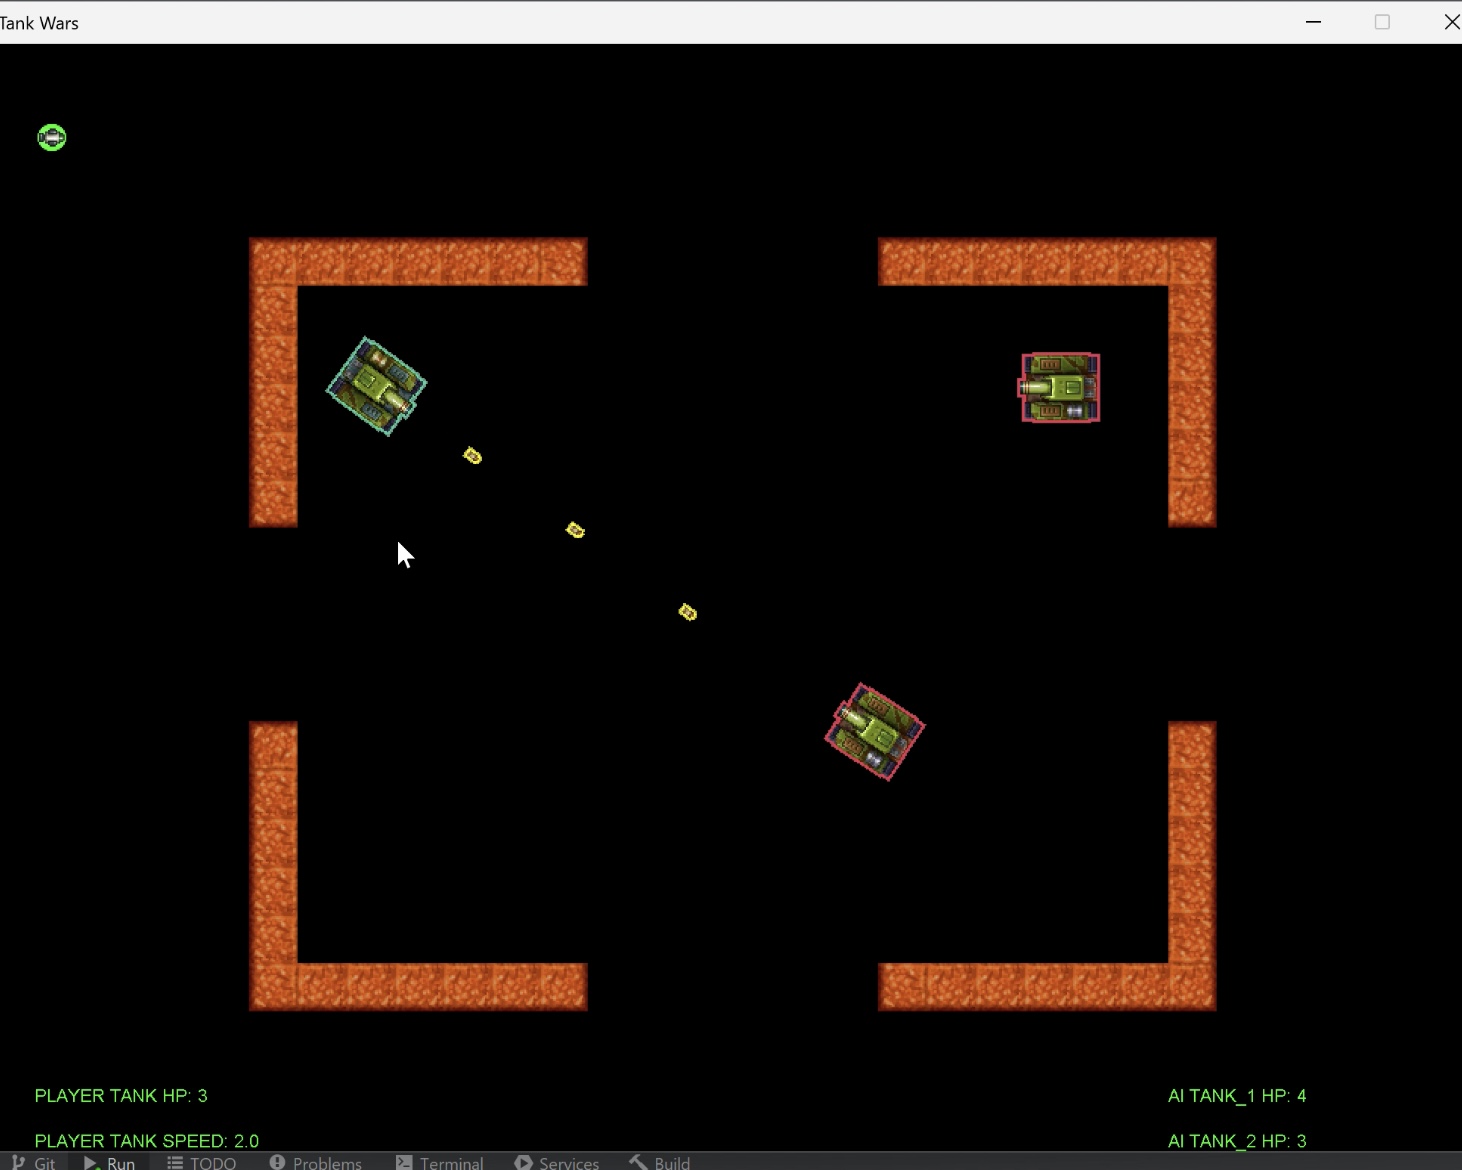 Tank Wars
PLAYER TANK HP: 3
AI TANK_1 HP: 4
PLAYER TANK SPEED: 2.0
AI TANK_2 HP: 3
Git Run TODO Problems Terminal Services Build